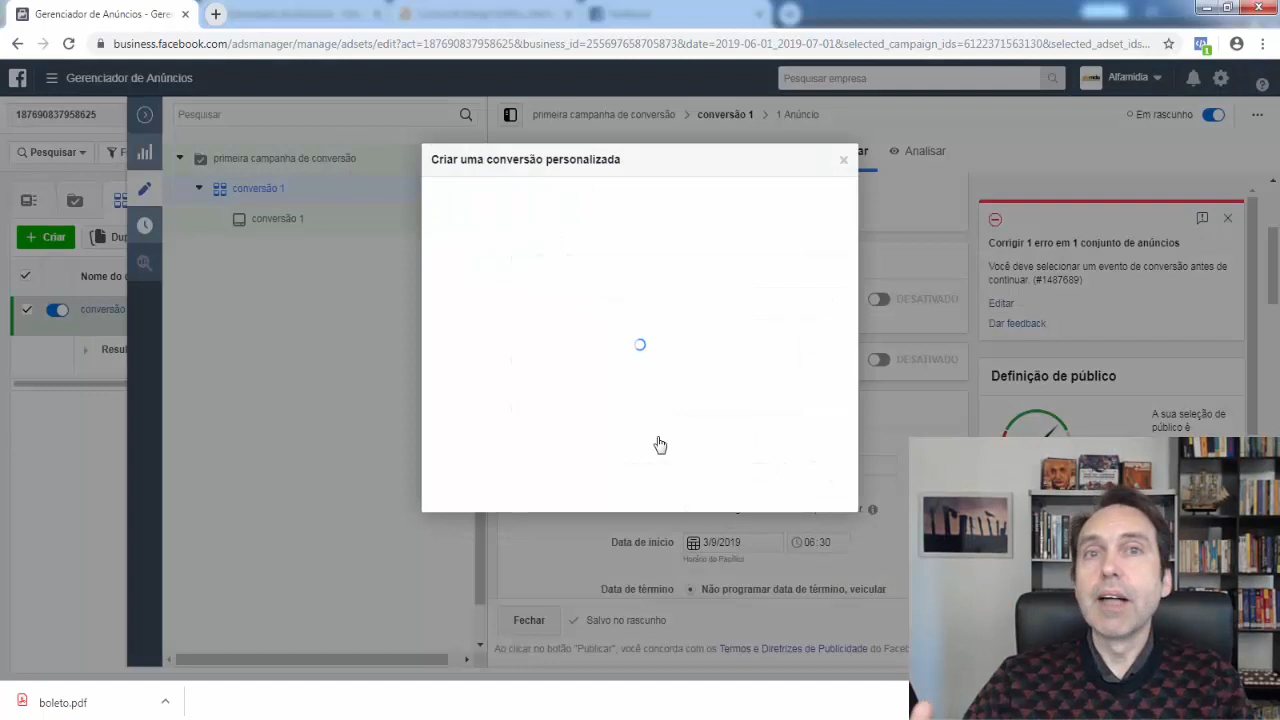 Gerenciador de Anúncios - Gere
business.facebook.com/adsmanager/manage/adsets/edit?act=187690837958625&business_id=255697658705873&date=2019-06-01_2019-07-01&selected_campaign_ids=6122371563130&selected_adset_ids...
1
Gerenciador de Anúncios
Pesquisar empresa
Alfamidia
187690837958625
Pesquisar
primeira campanha de conversão
conversão 1
1 Anúncio
Em rascunho
Pesquisar
F
primeira campanha de conversão
Criar uma conversão personalizada
ar
Analisar
conversão 1
conversão 1
Criar
Dup
Corrigir 1 erro em 1 conjunto de anúncios
Você deve selecionar um evento de conversão antes de
continuar. (#1487689)
Nome do c
DESATIVADO
Editar
conversão
Dar feedback
Resul
DESATIVADO
Definição de público
A sua seleção de
público é
Data de início
3/9/2019
06:30
Horário do Pacífico
Data de término
Não programar data de término, veicular
Fechar
Salvo no rascunho
Ao clicar no botão "Publicar", você concorda com os Termos e Diretrizes de Publicidade do Faceb
boleto.pdf